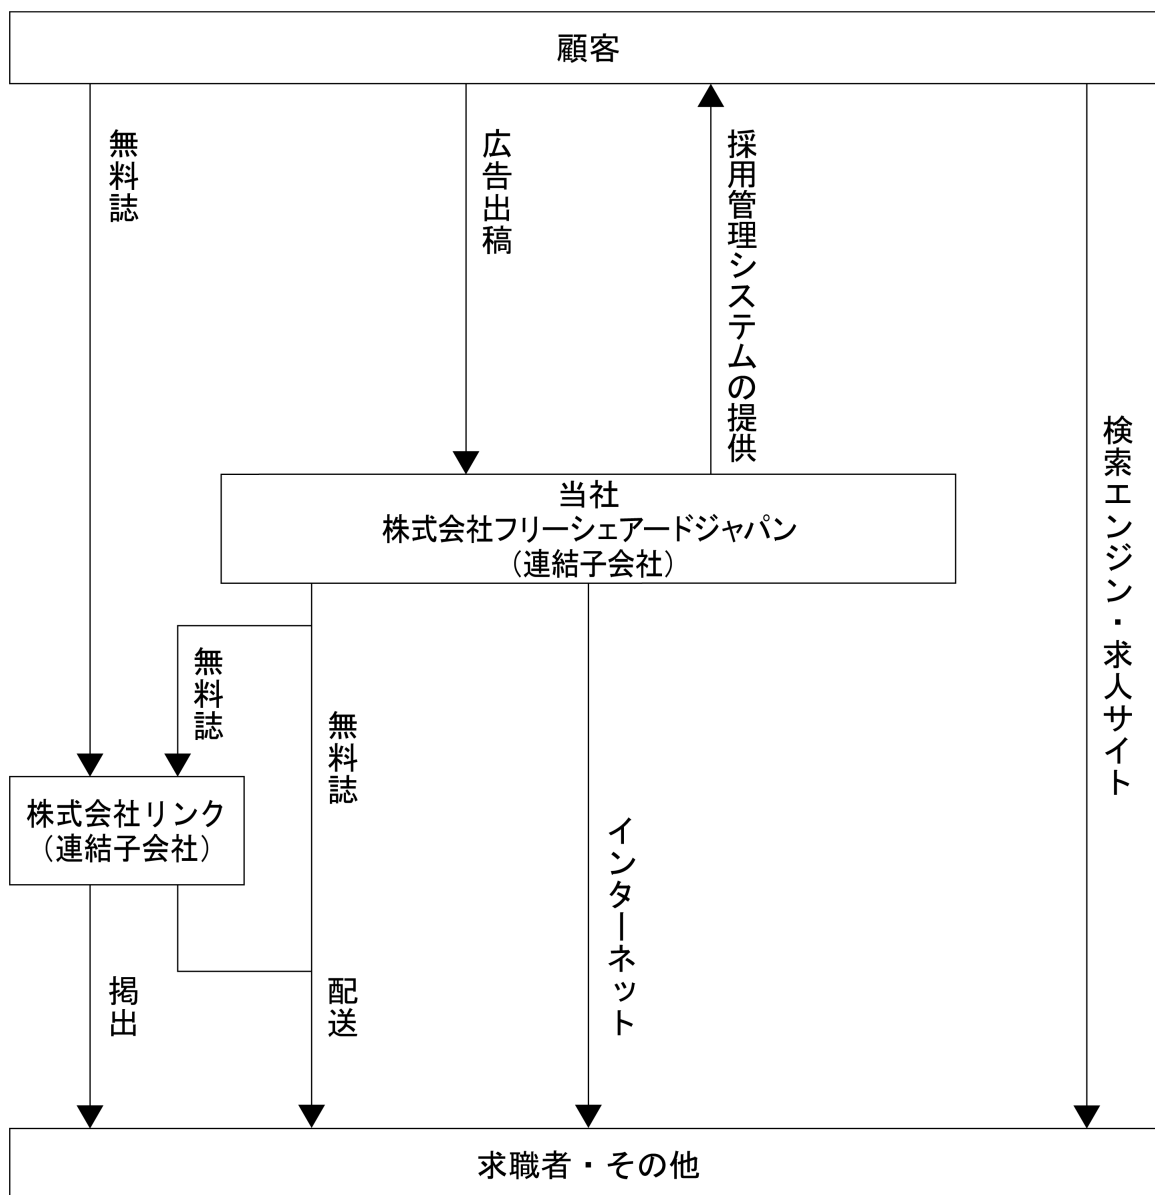 顧客
無料誌
広告出稿
採用管理システムの提供
検索エンジン・求人サイト
当社
株式会社フリーシェアードジャパン
（連結子会社）
無料誌
無料誌
株式会社リンク
（連結子会社）
インターネット
掲出
配送
求職者・その他